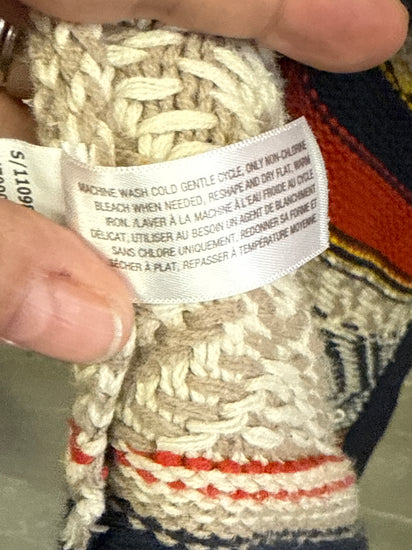 MACHINE WASH COLD GENTLE CYCLE, ONLY NON-CHLORINE
BLEACH WHEN NEEDED, RESHAPE AND DRY FLAT, WARM
IRON. /LAVER À LA MACHINE À L'EAU FROIDE AU CYCLE
DÉLICAT, UTILISER AU BESOIN UN AGENT DE BLANCHIMENT
SANS CHLORE UNIQUEMENT, REDONNER SA FORME ET
SÉCHER À PLAT, REPASSER À TEMPÉRATURE MOYENNE